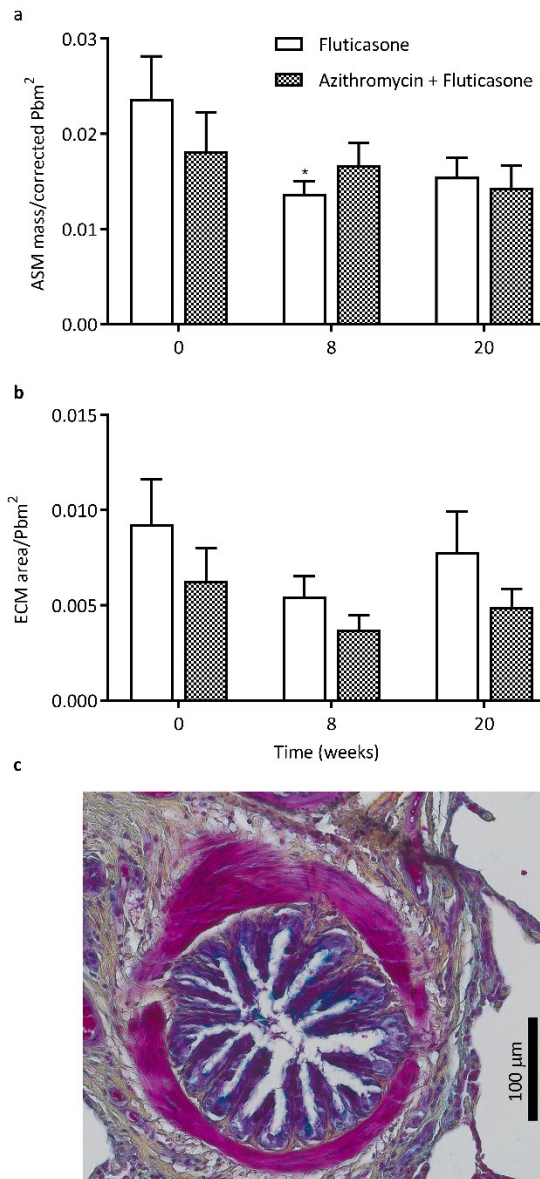 a
0.03
0.02
0.01
0.00
ASM mass/corrected Pbm²
Fluticasone
Azithromycin + Fluticasone
*
0
8
20
b
0.015
0.010
0.005
0.000
ECM area/Pbm²
0
8
20
Time (weeks)
c
100 µm